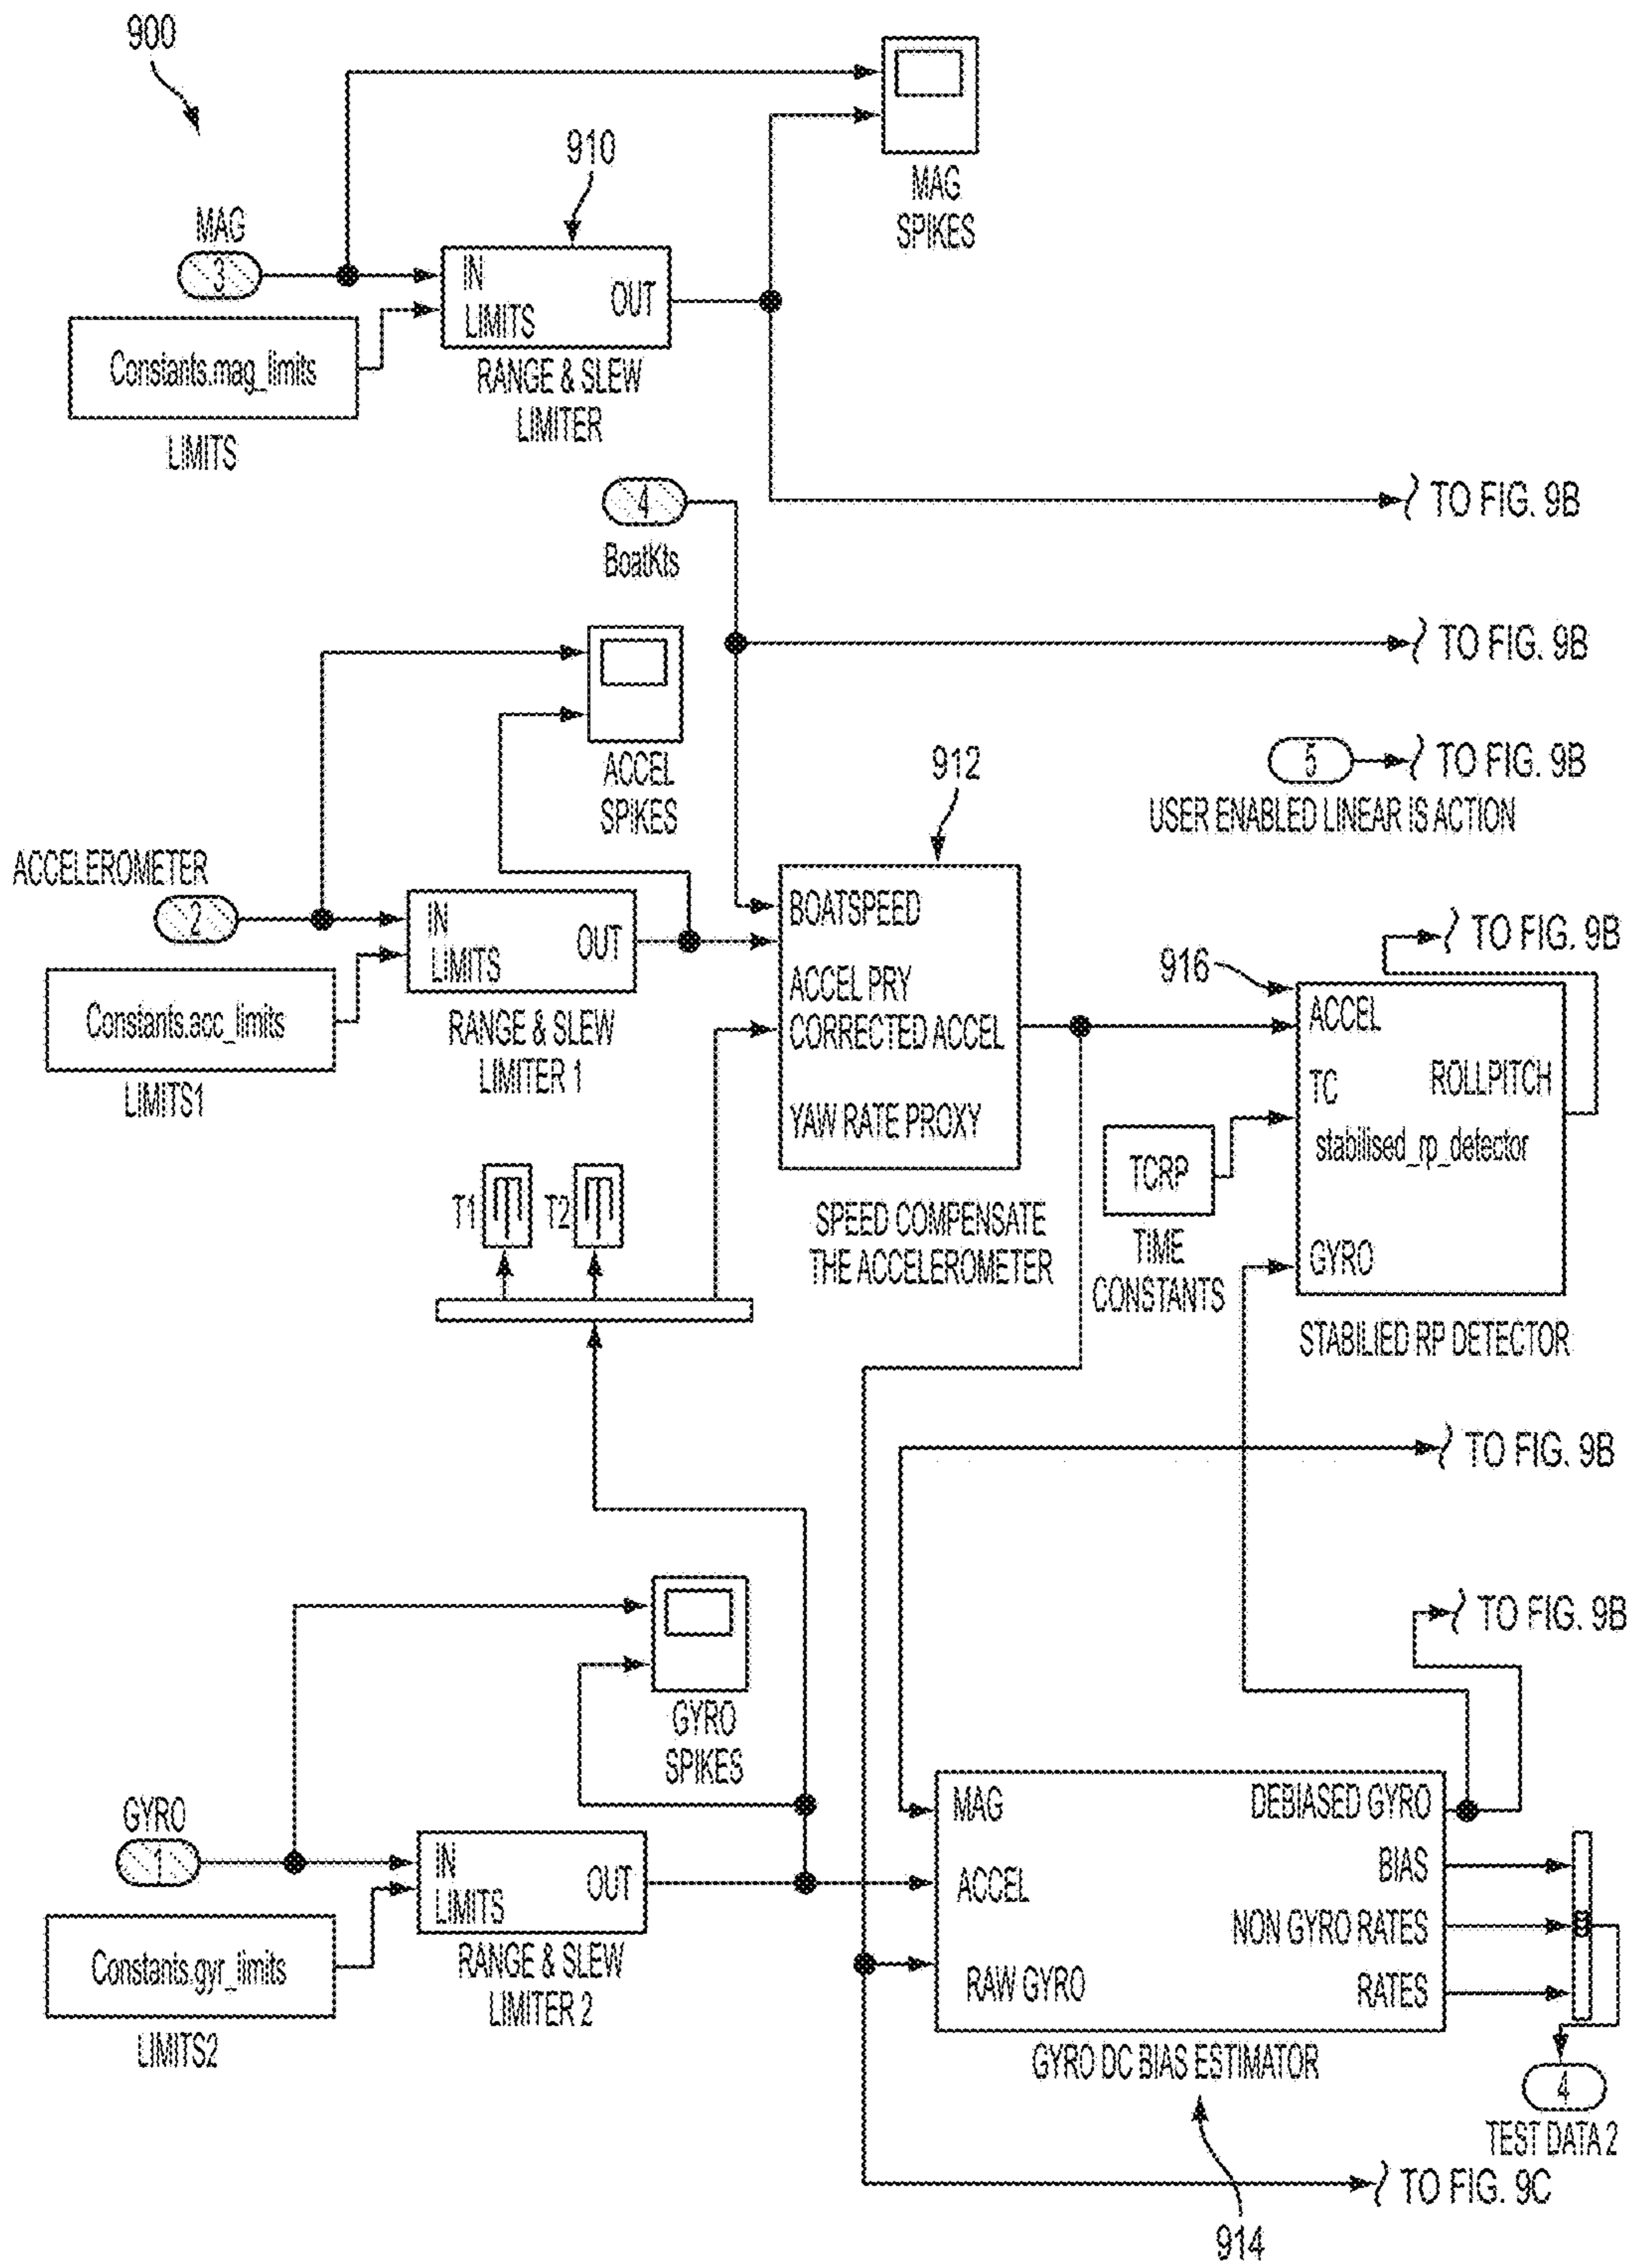 900
910
MAG
SPIKES
MAG
3
IN
LIMITS
OUT
RANGE & SLEW
LIMITER
Constants.mag_limits
LIMITS
TO FIG. 9B
4
BoatKts
TO FIG. 9B
ACCEL
SPIKES
5
TO FIG. 9B
USER ENABLED LINEAR IS ACTION
912
ACCELEROMETER
2
IN
LIMITS
OUT
RANGE & SLEW
LIMITER 1
Constants.acc_limits
LIMITS1
BOATSPEED
ACCEL PRY
CORRECTED ACCEL
YAW RATE PROXY
SPEED COMPENSATE
THE ACCELEROMETER
TO FIG. 9B
916
ACCEL
TC
ROLLPITCH
stabilised_rp_detector
GYRO
STABILIED RP DETECTOR
TCRP
TIME
CONSTANTS
T1
T2
TO FIG. 9B
GYRO
SPIKES
TO FIG. 9B
GYRO
1
IN
LIMITS
OUT
RANGE & SLEW
LIMITER 2
Constants.gyr_limits
LIMITS2
MAG
ACCEL
RAW GYRO
DEBIASED GYRO
BIAS
NON GYRO RATES
RATES
GYRO DC BIAS ESTIMATOR
4
TEST DATA 2
TO FIG. 9C
914